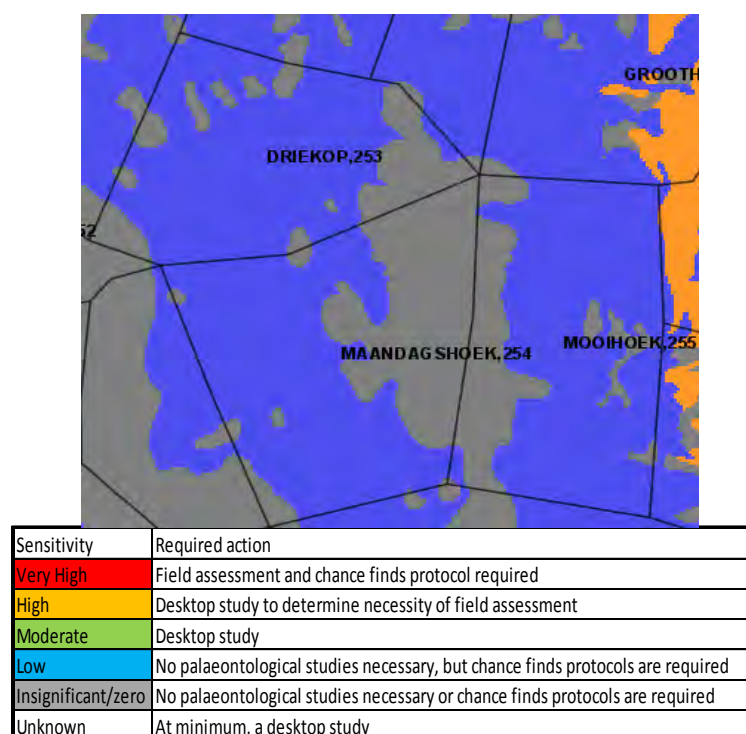 GROOTH
DRIEKOP,253
52
MAANDAGSHOEK,254
MOOIHOEK,255
Sensitivity Required action
Very High Field assessment and chance finds protocol required
High Desktop study to determine necessity of field assessment
Moderate Desktop study
Low No palaeontological studies necessary, but chance finds protocols are required
Insignificant/zero No palaeontological studies necessary or chance finds protocols are required
Unknown At minimum, a desktop study